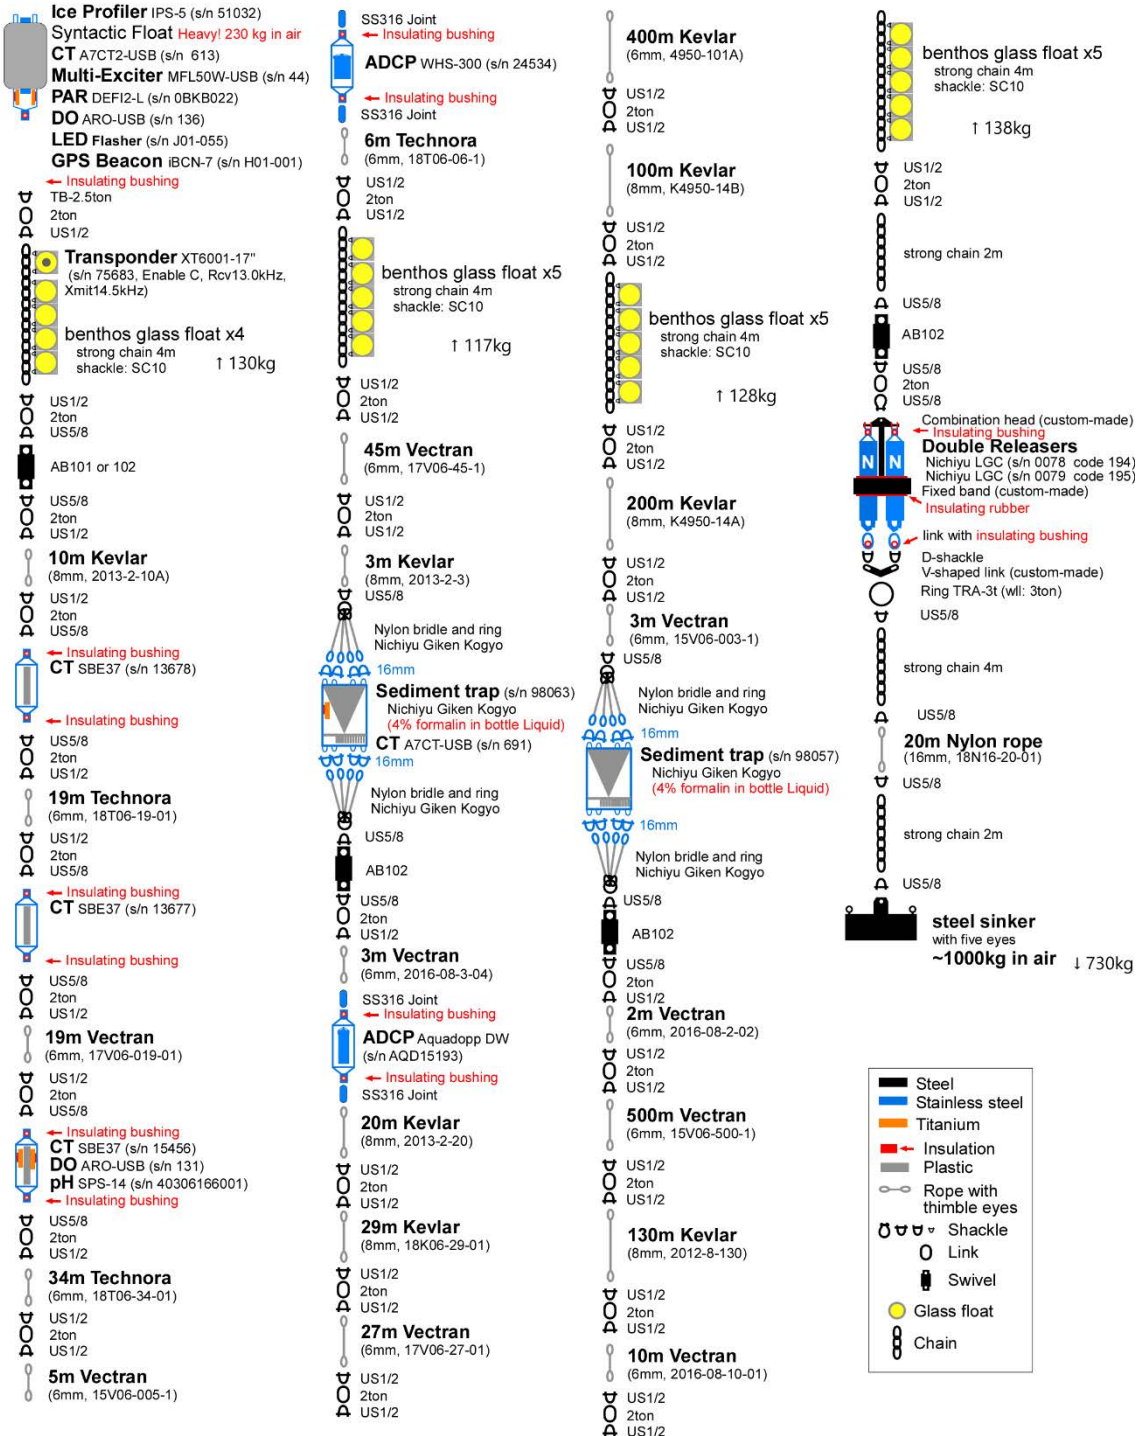 Ice Profiler IPS-5 (s/n 51032)
Syntactic Float Heavy! 230 kg in air
CT A7CT2-USB (s/n 613)
Multi-Exciter MFL50W-USB (s/n 44)
PAR DEFI2-L (s/n 0BKB022)
DO ARO-USB (s/n 136)
LED Flasher (s/n J01-055)
GPS Beacon iBCN-7 (s/n H01-001)
Insulating bushing
TB-2.5ton
2ton
US1/2
Transponder XT6001-17"
(s/n 75683, Enable C, Rcv13.0kHz,
Xmit14.5kHz)
benthos glass float x4
strong chain 4m
shackle: SC10
↑ 130kg
US1/2
2ton
US5/8
AB101 or 102
US5/8
2ton
US1/2
10m Kevlar
(8mm, 2013-2-10A)
US1/2
2ton
US5/8
Insulating bushing
CT SBE37 (s/n 13678)
Insulating bushing
US5/8
2ton
US1/2
19m Technora
(6mm, 18T06-19-01)
US1/2
2ton
US5/8
Insulating bushing
CT SBE37 (s/n 13677)
Insulating bushing
US5/8
2ton
US1/2
19m Vectran
(6mm, 17V06-019-01)
US1/2
2ton
US5/8
Insulating bushing
CT SBE37 (s/n 15456)
DO ARO-USB (s/n 131)
pH SPS-14 (s/n 40306166001)
Insulating bushing
US5/8
2ton
US1/2
34m Technora
(6mm, 18T06-34-01)
US1/2
2ton
US1/2
5m Vectran
(6mm, 15V06-005-1)
SS316 Joint
Insulating bushing
ADCP WHS-300 (s/n 24534)
Insulating bushing
SS316 Joint
6m Technora
(6mm, 18T06-06-1)
US1/2
2ton
US1/2
benthos glass float x5
strong chain 4m
shackle: SC10
↑ 117kg
US1/2
2ton
US1/2
45m Vectran
(6mm, 17V06-45-1)
US1/2
2ton
US1/2
3m Kevlar
(8mm, 2013-2-3)
US5/8
Nylon bridle and ring
Nichiyu Giken Kogyo
16mm
Sediment trap (s/n 98063)
Nichiyu Giken Kogyo
(4% formalin in bottle Liquid)
CT A7CT-USB (s/n 691)
16mm
Nylon bridle and ring
Nichiyu Giken Kogyo
US5/8
AB102
US5/8
2ton
US1/2
3m Vectran
(6mm, 2016-08-3-04)
SS316 Joint
Insulating bushing
ADCP Aquadopp DW
(s/n AQD15193)
Insulating bushing
SS316 Joint
20m Kevlar
(8mm, 2013-2-20)
US1/2
2ton
US1/2
29m Kevlar
(8mm, 18K06-29-01)
US1/2
2ton
US1/2
27m Vectran
(6mm, 17V06-27-01)
US1/2
2ton
US1/2
400m Kevlar
(6mm, 4950-101A)
US1/2
2ton
US1/2
100m Kevlar
(8mm, K4950-14B)
US1/2
2ton
US1/2
benthos glass float x5
strong chain 4m
shackle: SC10
↑ 128kg
US1/2
2ton
US1/2
200m Kevlar
(8mm, K4950-14A)
US1/2
2ton
US1/2
3m Vectran
(6mm, 15V06-003-1)
US5/8
Nylon bridle and ring
Nichiyu Giken Kogyo
16mm
Sediment trap (s/n 98057)
Nichiyu Giken Kogyo
(4% formalin in bottle Liquid)
16mm
Nylon bridle and ring
Nichiyu Giken Kogyo
US5/8
AB102
US5/8
2ton
US1/2
2m Vectran
(6mm, 2016-08-2-02)
US1/2
2ton
US1/2
500m Vectran
(6mm, 15V06-500-1)
US1/2
2ton
US1/2
130m Kevlar
(8mm, 2012-8-130)
US1/2
2ton
US1/2
10m Vectran
(6mm, 2016-08-10-01)
US1/2
2ton
US1/2
benthos glass float x5
strong chain 4m
shackle: SC10
↑ 138kg
US1/2
2ton
US1/2
strong chain 2m
US5/8
AB102
US5/8
2ton
US5/8
Combination head (custom-made)
Insulating bushing
Double Releasers
N N
Nichiyu LGC (s/n 0078 code 194)
Nichiyu LGC (s/n 0079 code 195)
Fixed band (custom-made)
Insulating rubber
link with insulating bushing
D-shackle
V-shaped link (custom-made)
Ring TRA-3t (wll: 3ton)
US5/8
strong chain 4m
US5/8
20m Nylon rope
(16mm, 18N16-20-01)
US5/8
strong chain 2m
US5/8
steel sinker
with five eyes
~1000kg in air ↓ 730kg
Steel
Stainless steel
Titanium
Insulation
Plastic
Rope with
thimble eyes
Shackle
Link
Swivel
Glass float
Chain